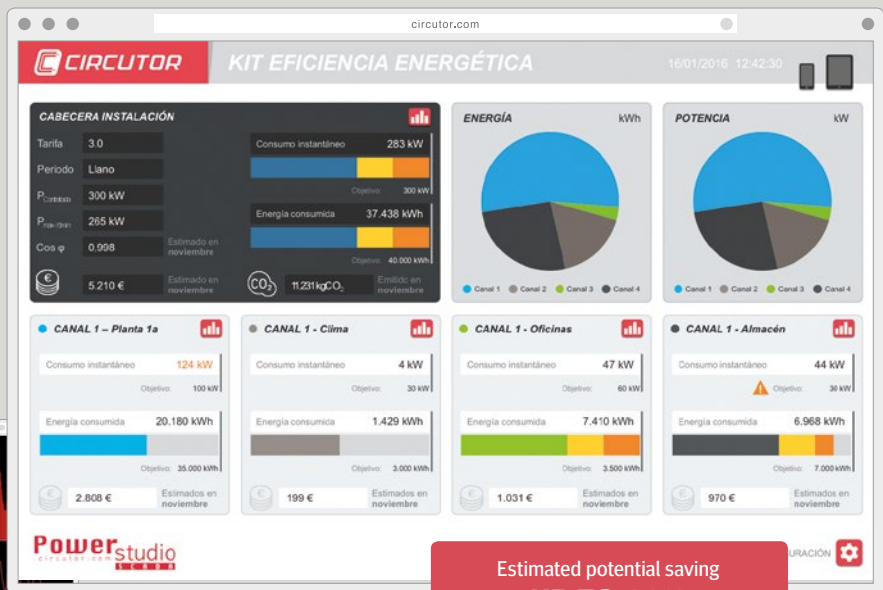 circutor.com
CIRCUTOR
KIT EFICIENCIA ENERGÉTICA
16/01/2016 12:42:30
CABECERA INSTALACIÓN
Tarifa 3.0
Periodo Llano
300 kW
265 kW
Cos φ 0,998
Estimado en
noviembre
5.210 €
Estimado en
noviembre
Consumo instantáneo 283 kW
Objetivo: 300 kW
Energía consumida 37.438 kWh
Objetivo: 40.000 kWh
CO₂ 11.231 kgCO₂
Emitido en
noviembre
ENERGÍA kWh
Canal 1 Canal 2 Canal 3 Canal 4
POTENCIA kW
Canal 1 Canal 2 Canal 3 Canal 4
CANAL 1 – Planta 1a
Consumo instantáneo 124 kW
Objetivo: 100 kW
Energía consumida 20.180 kWh
Objetivo: 35.000 kWh
€ 2.808 €
Estimados en
noviembre
CANAL 1 - Clima
Consumo instantáneo 4 kW
Objetivo: 30 kW
Energía consumida 1.429 kWh
Objetivo: 3.000 kWh
€ 199 €
Estimados en
noviembre
CANAL 1 - Oficinas
Consumo instantáneo 47 kW
Objetivo: 60 kW
Energía consumida 7.410 kWh
Objetivo: 3.500 kWh
€ 1.031 €
Estimados en
noviembre
CANAL 1 - Almacén
Consumo instantáneo 44 kW
Objetivo: 30 kW
Energía consumida 6.968 kWh
Objetivo: 7.000 kWh
€ 970 €
Estimados en
noviembre
Powerstudio
circutor.com
SCADA
Estimated potential saving